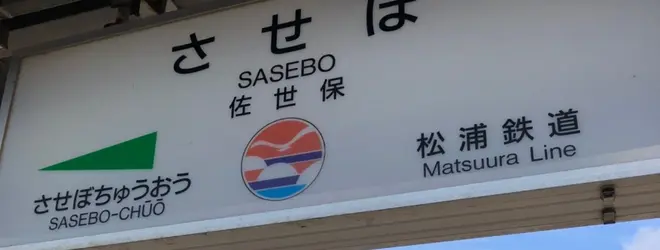 させぼ
SASEBO
佐世保
させぼちゅうおう
SASEBO-CHŪŌ
松浦鉄道
Matsuura Line